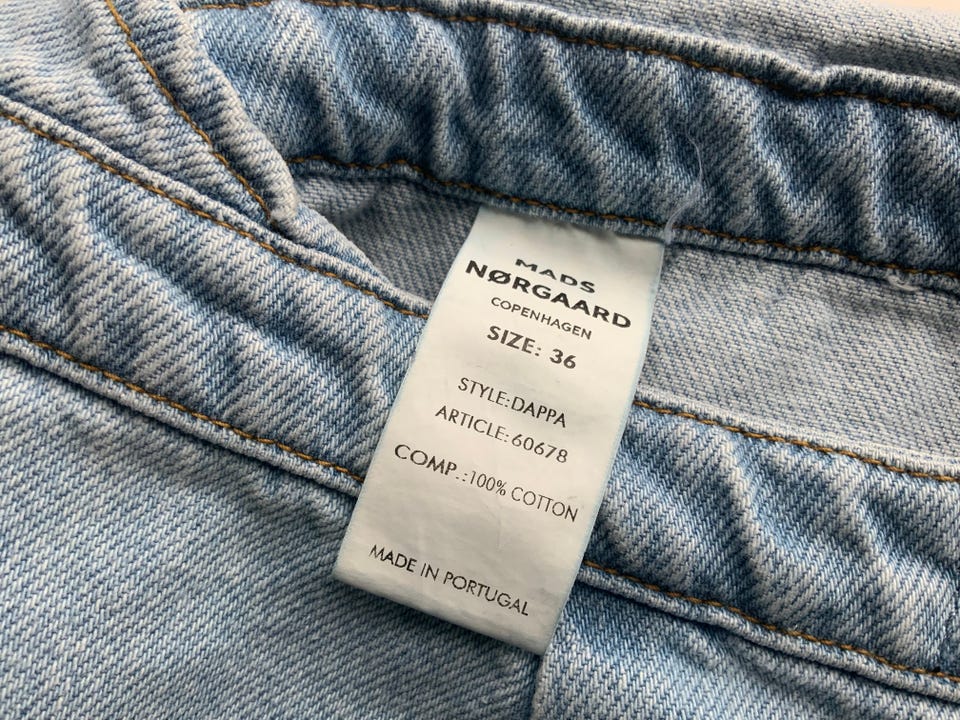 MADS
NØRGAARD
COPENHAGEN
SIZE: 36
STYLE:DAPPA
ARTICLE:60678
COMP.:100% COTTON
MADE IN PORTUGAL